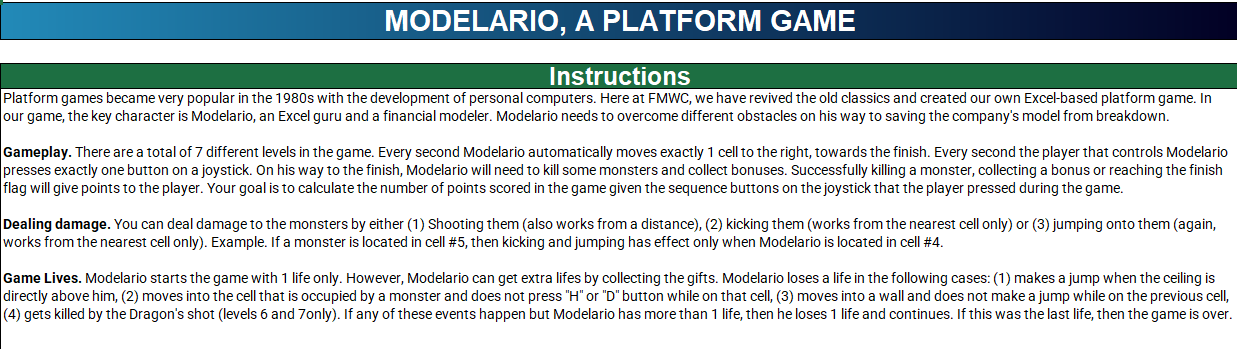 MODELARIO, A PLATFORM GAME
Instructions
Platform games became very popular in the 1980s with the development of personal computers. Here at FMWC, we have revived the old classics and created our own Excel-based platform game. In
our game, the key character is Modelario, an Excel guru and a financial modeler. Modelario needs to overcome different obstacles on his way to saving the company's model from breakdown.
Gameplay. There are a total of 7 different levels in the game. Every second Modelario automatically moves exactly 1 cell to the right, towards the finish. Every second the player that controls Modelario
presses exactly one button on a joystick. On his way to the finish, Modelario will need to kill some monsters and collect bonuses. Successfully killing a monster, collecting a bonus or reaching the finish
flag will give points to the player. Your goal is to calculate the number of points scored in the game given the sequence buttons on the joystick that the player pressed during the game.
Dealing damage. You can deal damage to the monsters by either (1) Shooting them (also works from a distance), (2) kicking them (works from the nearest cell only) or (3) jumping onto them (again,
works from the nearest cell only). Example. If a monster is located in cell #5, then kicking and jumping has effect only when Modelario is located in cell #4.
Game Lives. Modelario starts the game with 1 life only. However, Modelario can get extra lifes by collecting the gifts. Modelario loses a life in the following cases: (1) makes a jump when the ceiling is
directly above him, (2) moves into the cell that is occupied by a monster and does not press "H" or "D" button while on that cell, (3) moves into a wall and does not make a jump while on the previous cell,
(4) gets killed by the Dragon's shot (levels 6 and 7only). If any of these events happen but Modelario has more than 1 life, then he loses 1 life and continues. If this was the last life, then the game is over.